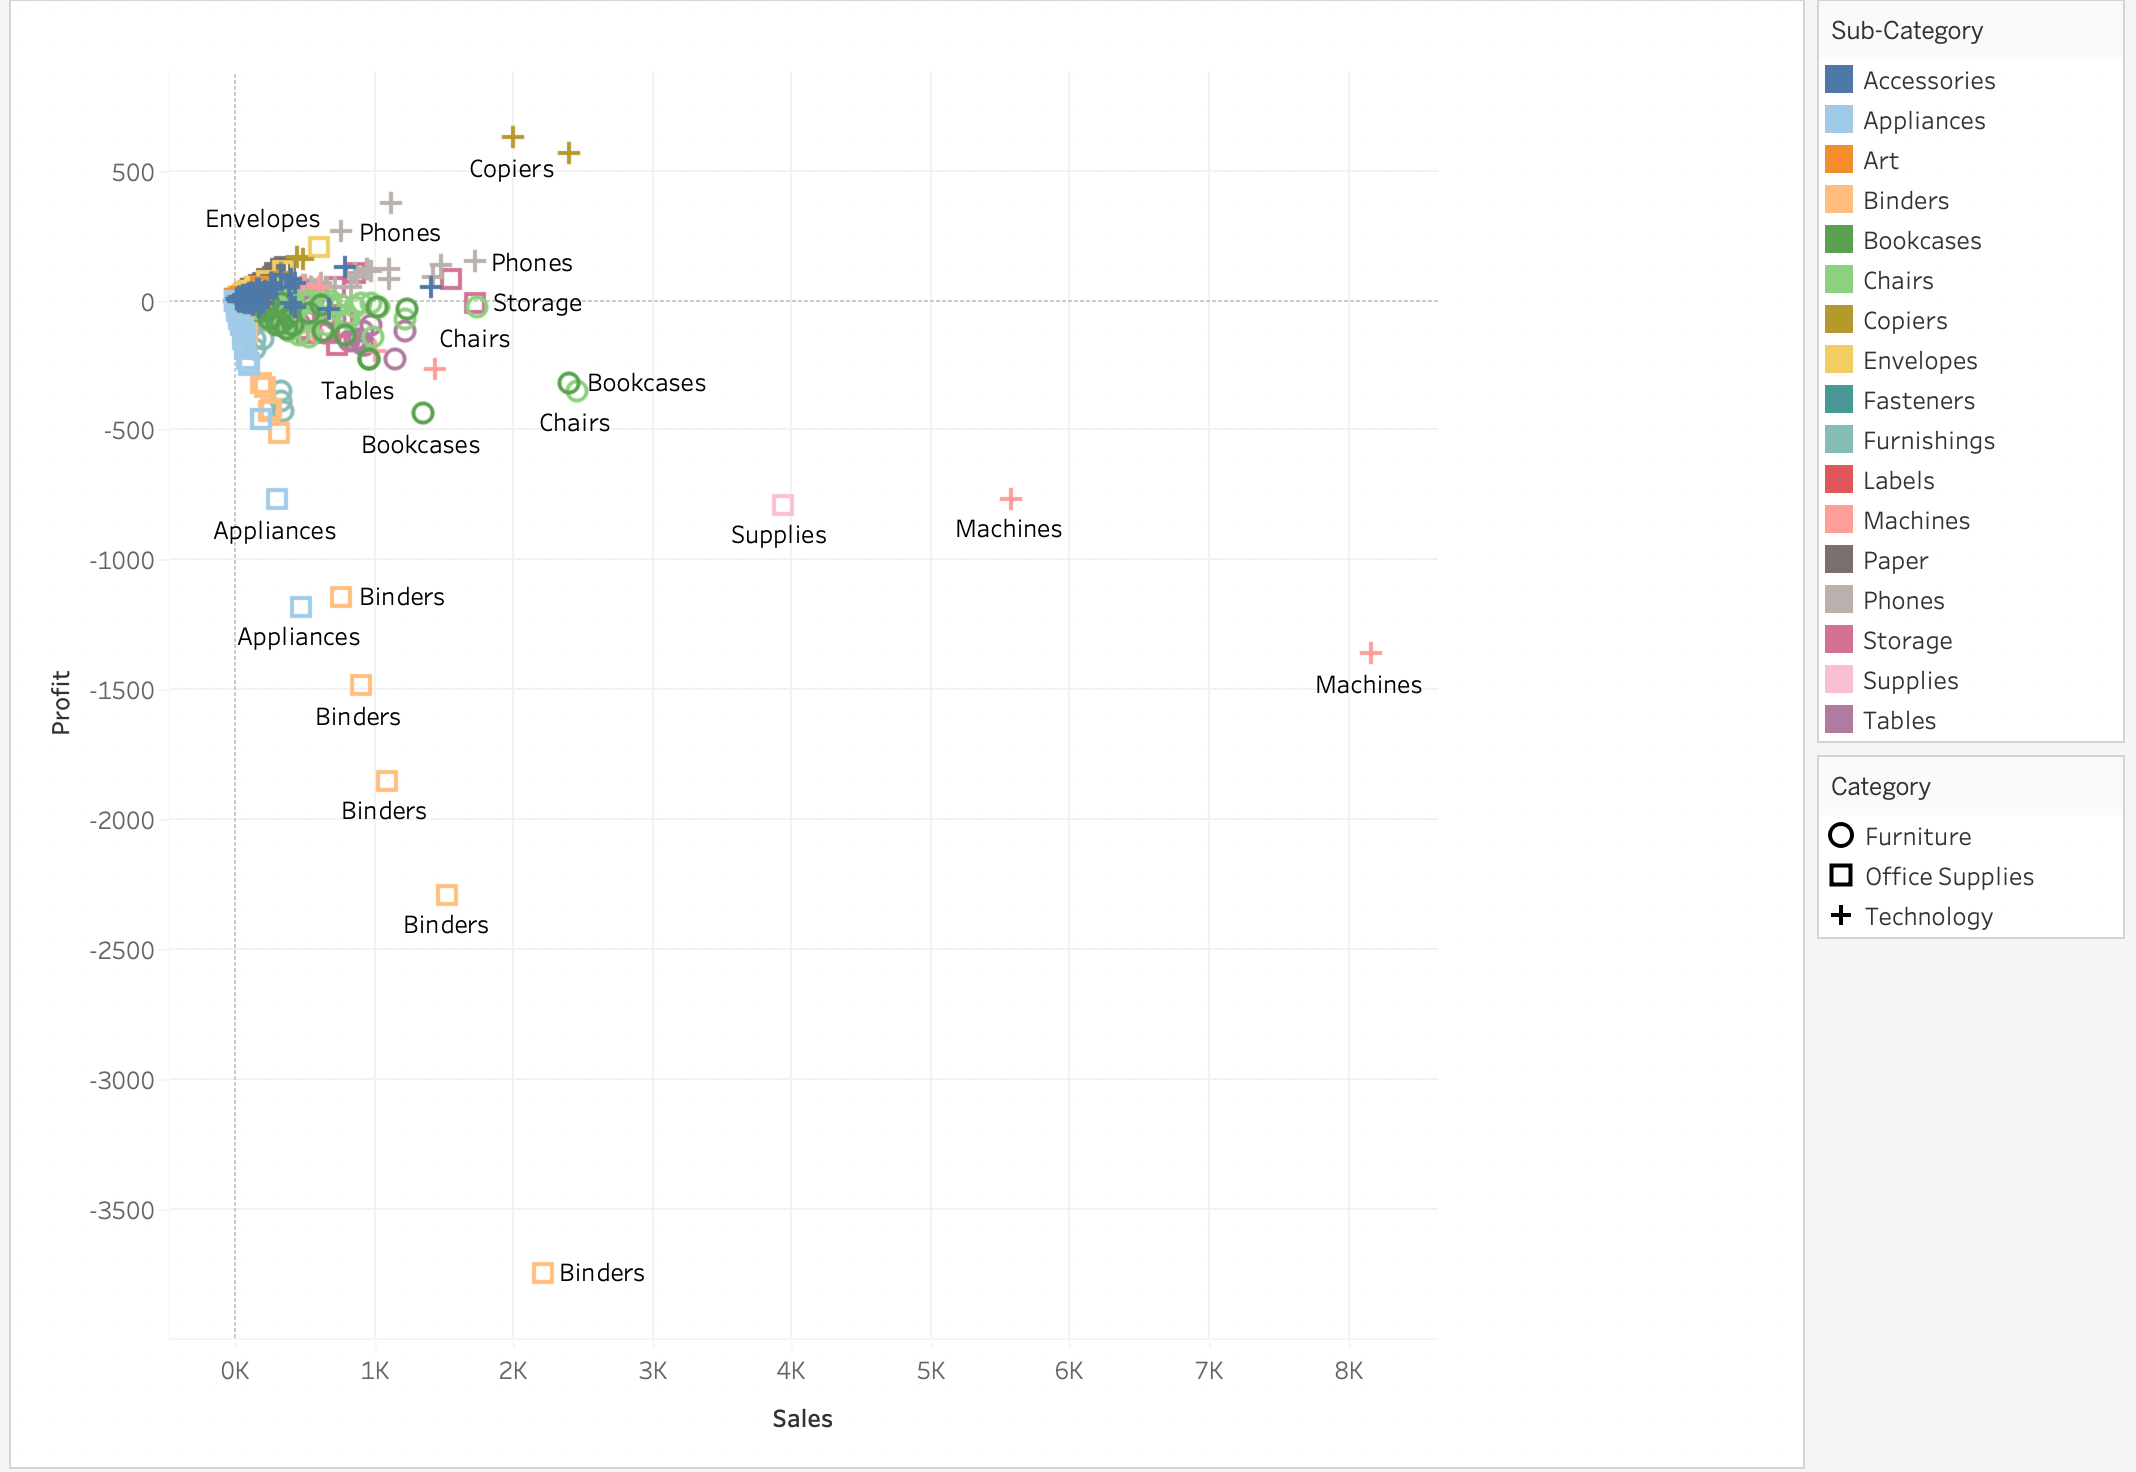 Sub-Category
Accessories
Appliances
Art
Binders
Bookcases
Chairs
Copiers
Envelopes
Fasteners
Furnishings
Labels
Machines
Paper
Phones
Storage
Supplies
Tables
Category
Furniture
Office Supplies
Technology
Profit
500
0
-500
-1000
-1500
-2000
-2500
-3000
-3500
Copiers
Envelopes
Phones
Phones
Storage
Chairs
Tables
Bookcases
Chairs
Bookcases
Appliances
Supplies
Machines
Binders
Appliances
Machines
Binders
Binders
Binders
Binders
0K 1K 2K 3K 4K 5K 6K 7K 8K
Sales